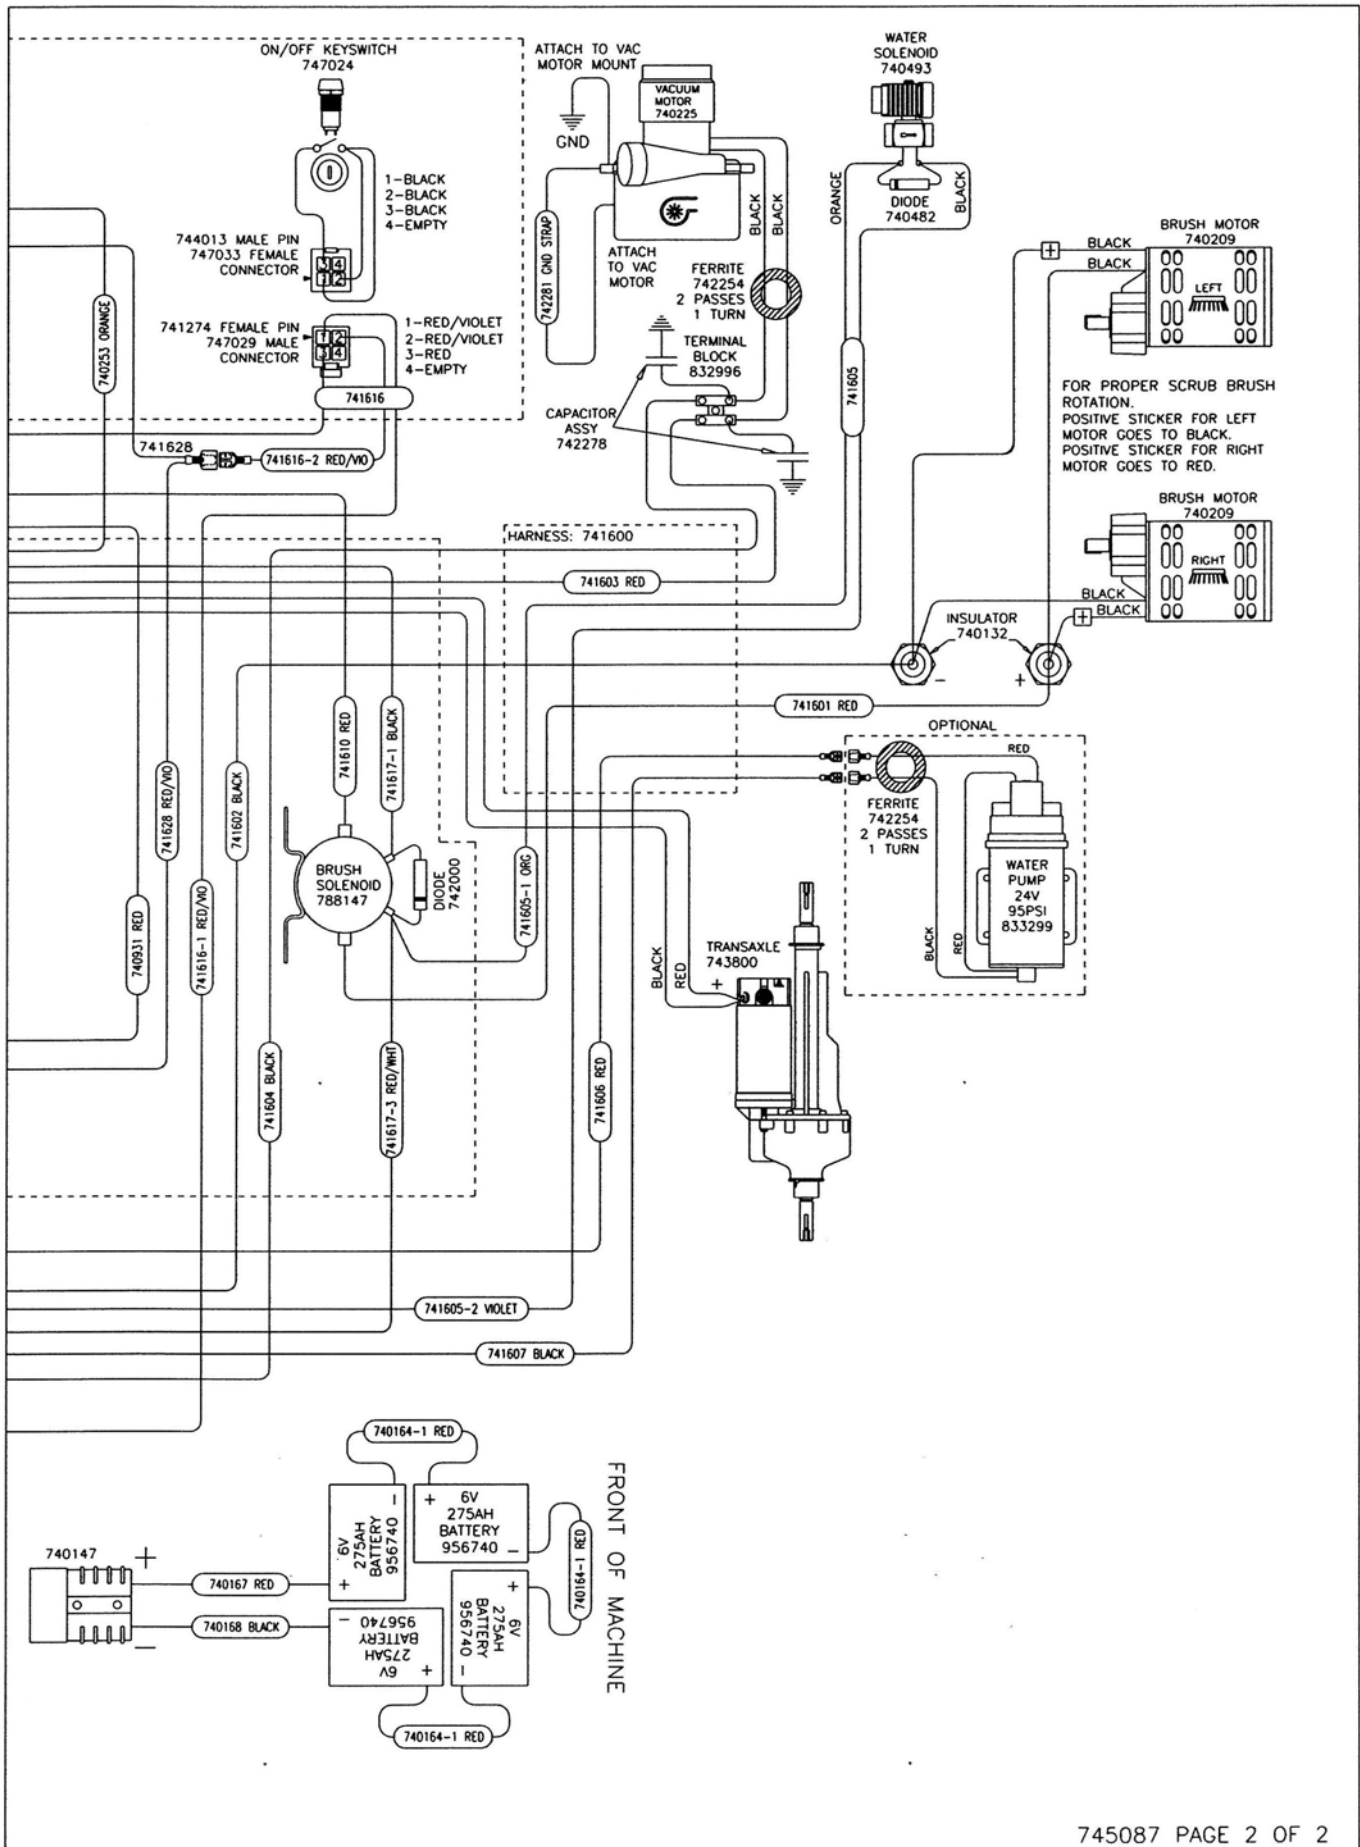 ON/OFF KEYSWITCH
747024
1-BLACK
2-BLACK
3-BLACK
4-EMPTY
744013 MALE PIN
747033 FEMALE
CONNECTOR
3 4
1 2
741274 FEMALE PIN
747029 MALE
CONNECTOR
1 2
3 4
1-RED/VIOLET
2-RED/VIOLET
3-RED
4-EMPTY
741616
740253 ORANGE
741628
741616-2 RED/VIO
ATTACH TO VAC
MOTOR MOUNT
GND
VACUUM
MOTOR
740225
742281 GND STRAP
ATTACH
TO VAC
MOTOR
BLACK
BLACK
FERRITE
742254
2 PASSES
1 TURN
TERMINAL
BLOCK
832996
CAPACITOR
ASSY
742278
WATER
SOLENOID
740493
ORANGE
BLACK
DIODE
740482
741605
BRUSH MOTOR
740209
BLACK
BLACK
+
LEFT
FOR PROPER SCRUB BRUSH
ROTATION.
POSITIVE STICKER FOR LEFT
MOTOR GOES TO BLACK.
POSITIVE STICKER FOR RIGHT
MOTOR GOES TO RED.
BRUSH MOTOR
740209
RIGHT
BLACK
BLACK
+
INSULATOR
740132
-
+
HARNESS: 741600
741603 RED
741601 RED
741610 RED
741617-1 BLACK
741628 RED/VIO
741602 BLACK
740931 RED
741616-1 RED/VIO
BRUSH
SOLENOID
788147
DIODE
742000
741605-1 ORG
741604 BLACK
741617-3 RED/WHT
741606 RED
OPTIONAL
RED
FERRITE
742254
2 PASSES
1 TURN
BLACK
RED
WATER
PUMP
24V
95PSI
833299
BLACK
RED
TRANSAXLE
743800
+
741605-2 VIOLET
741607 BLACK
740164-1 RED
6V
275AH
BATTERY
956740
+
-
6V
275AH
BATTERY
956740
+
-
740164-1 RED
6V
275AH
BATTERY
956740
+
-
6V
275AH
BATTERY
956740
+
-
740164-1 RED
740147
+
-
740167 RED
740168 BLACK
FRONT OF MACHINE
745087 PAGE 2 OF 2